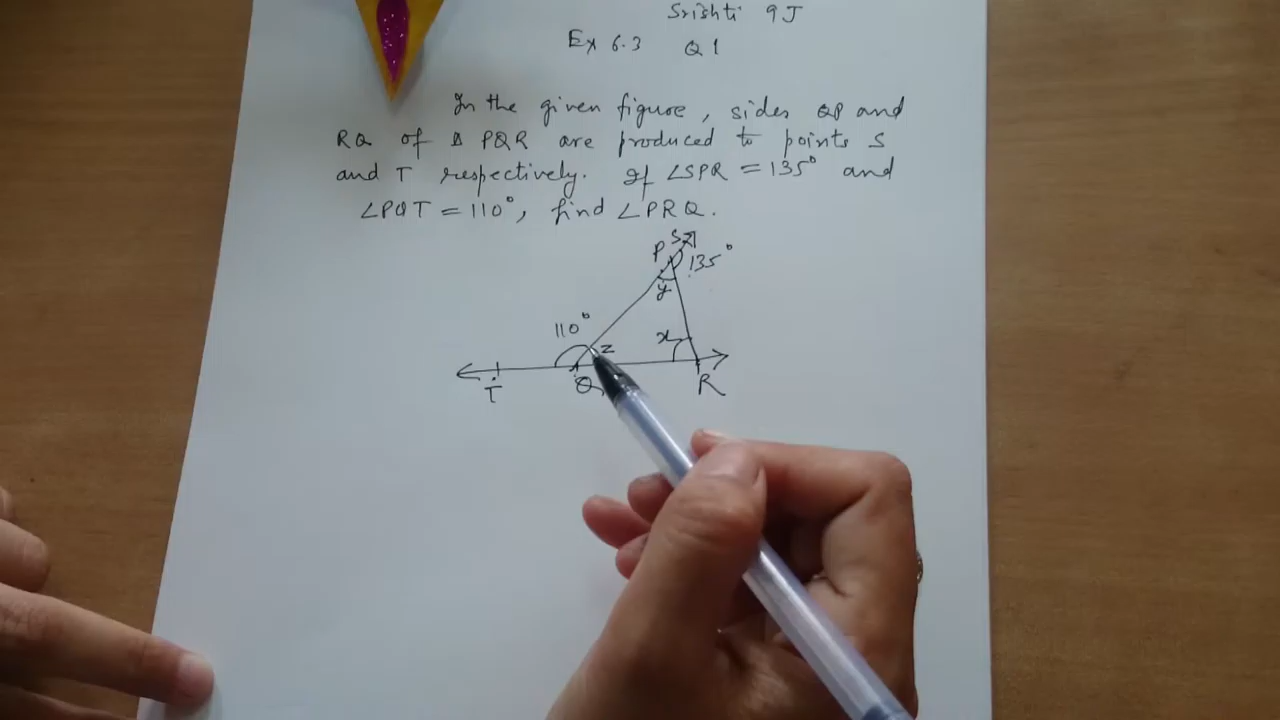 Srishti 9J
Ex 6.3 Q1
In the given figure, sides QP and
RQ of Δ PQR are produced to points S
and T respectively. If ∠SPR = 135° and
∠PQT = 110°, find ∠PRQ.
S
P 135°
y
110°
z x
T Q R